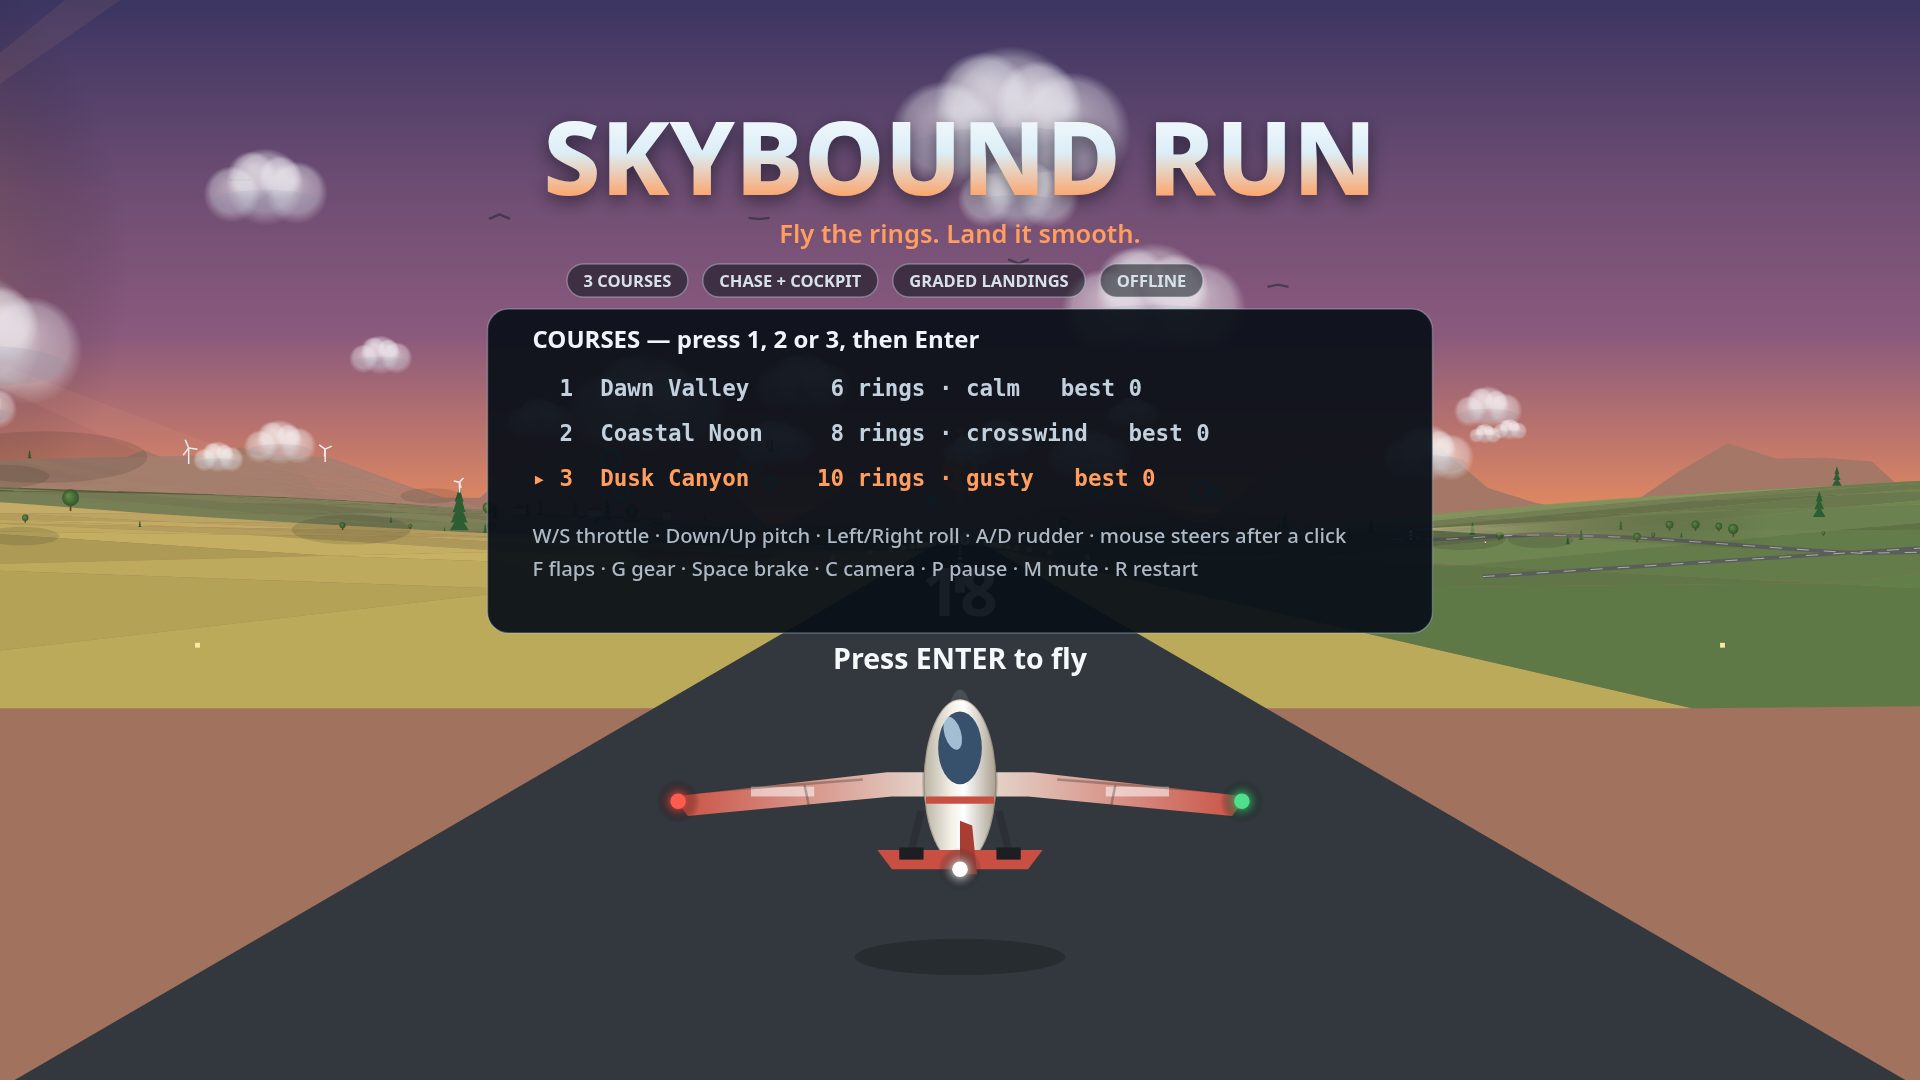 SKYBOUND RUN
Fly the rings. Land it smooth.
3 COURSES CHASE + COCKPIT GRADED LANDINGS OFFLINE
COURSES — press 1, 2 or 3, then Enter
1 Dawn Valley 6 rings · calm best 0
2 Coastal Noon 8 rings · crosswind best 0
▸ 3 Dusk Canyon 10 rings · gusty best 0
W/S throttle · Down/Up pitch · Left/Right roll · A/D rudder · mouse steers after a click
F flaps · G gear · Space brake · C camera · P pause · M mute · R restart
18
Press ENTER to fly